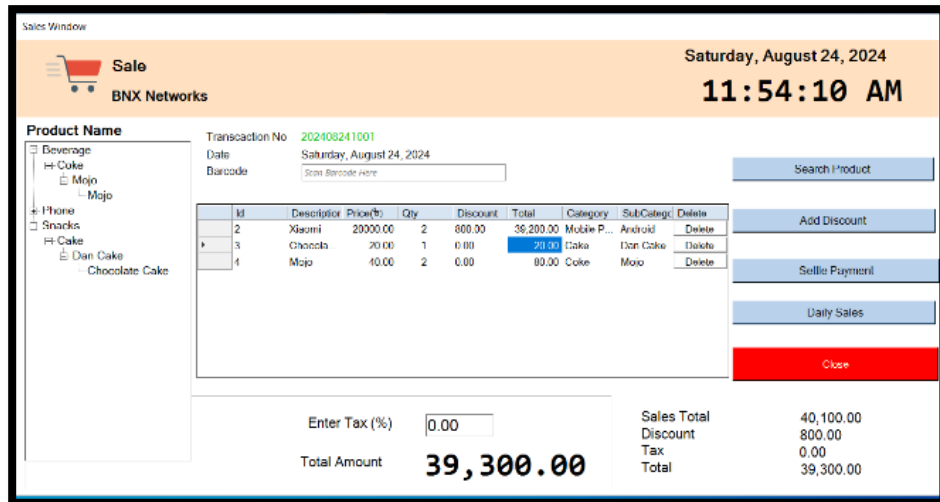 Sales Window
Sale
BNX Networks
Saturday, August 24, 2024
11:54:10 AM
Product Name
Beverage
Coke
Mojo
Mojo
Phone
Snacks
Cake
Dan Cake
Chocolate Cake
Transcaction No 202408241001
Date Saturday, August 24, 2024
Barcode Scan Barcode Here
Id Descriptior Price(৳) Qty Discount Total Category SubCategc Delete
2 Xiaomi 20000.00 2 800.00 39,200.00 Mobile P... Android Delete
3 Chocola 20.00 1 0.00 20.00 Cake Dan Cake Delete
4 Mojo 40.00 2 0.00 80.00 Coke Mojo Delete
Search Product
Add Discount
Settle Payment
Daily Sales
Close
Enter Tax (%) 0.00
Total Amount 39,300.00
Sales Total 40,100.00
Discount 800.00
Tax 0.00
Total 39,300.00